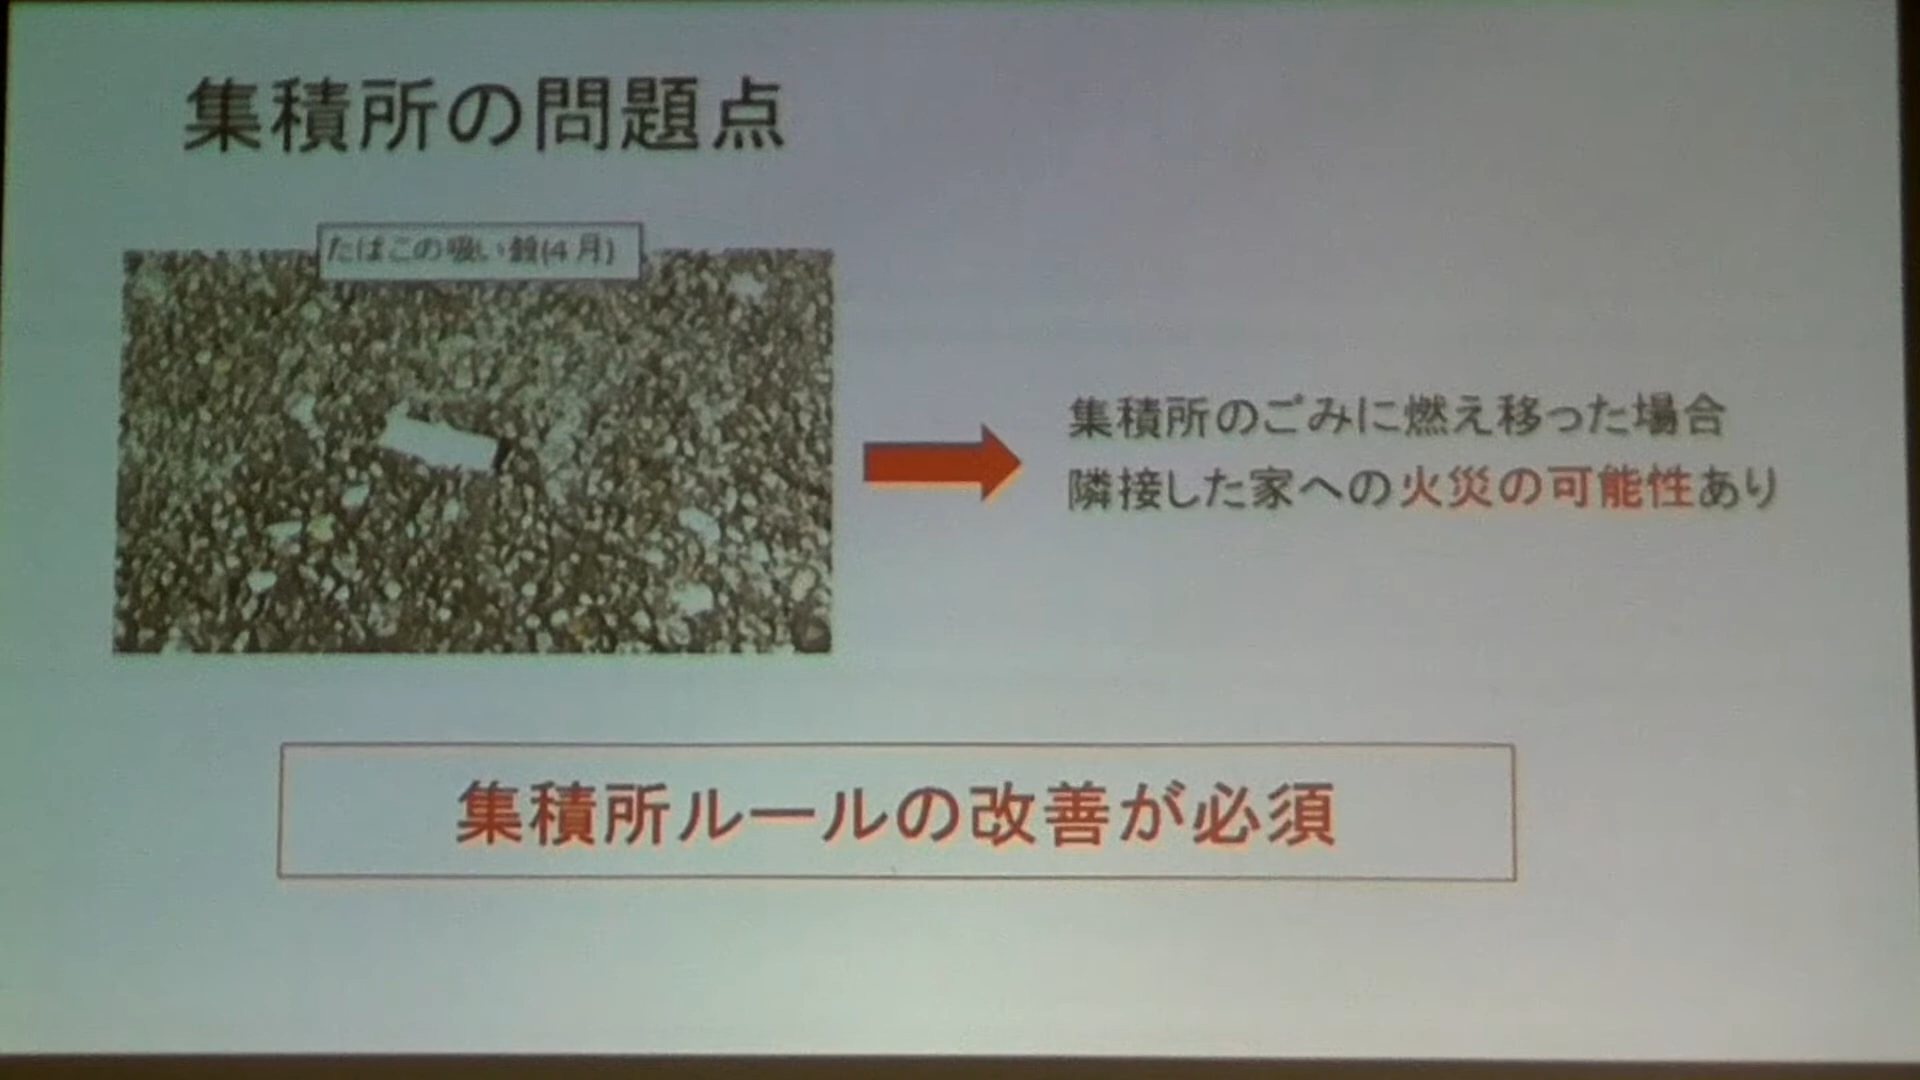 集積所の問題点
たばこの吸い殻(4月)
集積所のごみに燃え移った場合
隣接した家への火災の可能性あり
集積所ルールの改善が必須